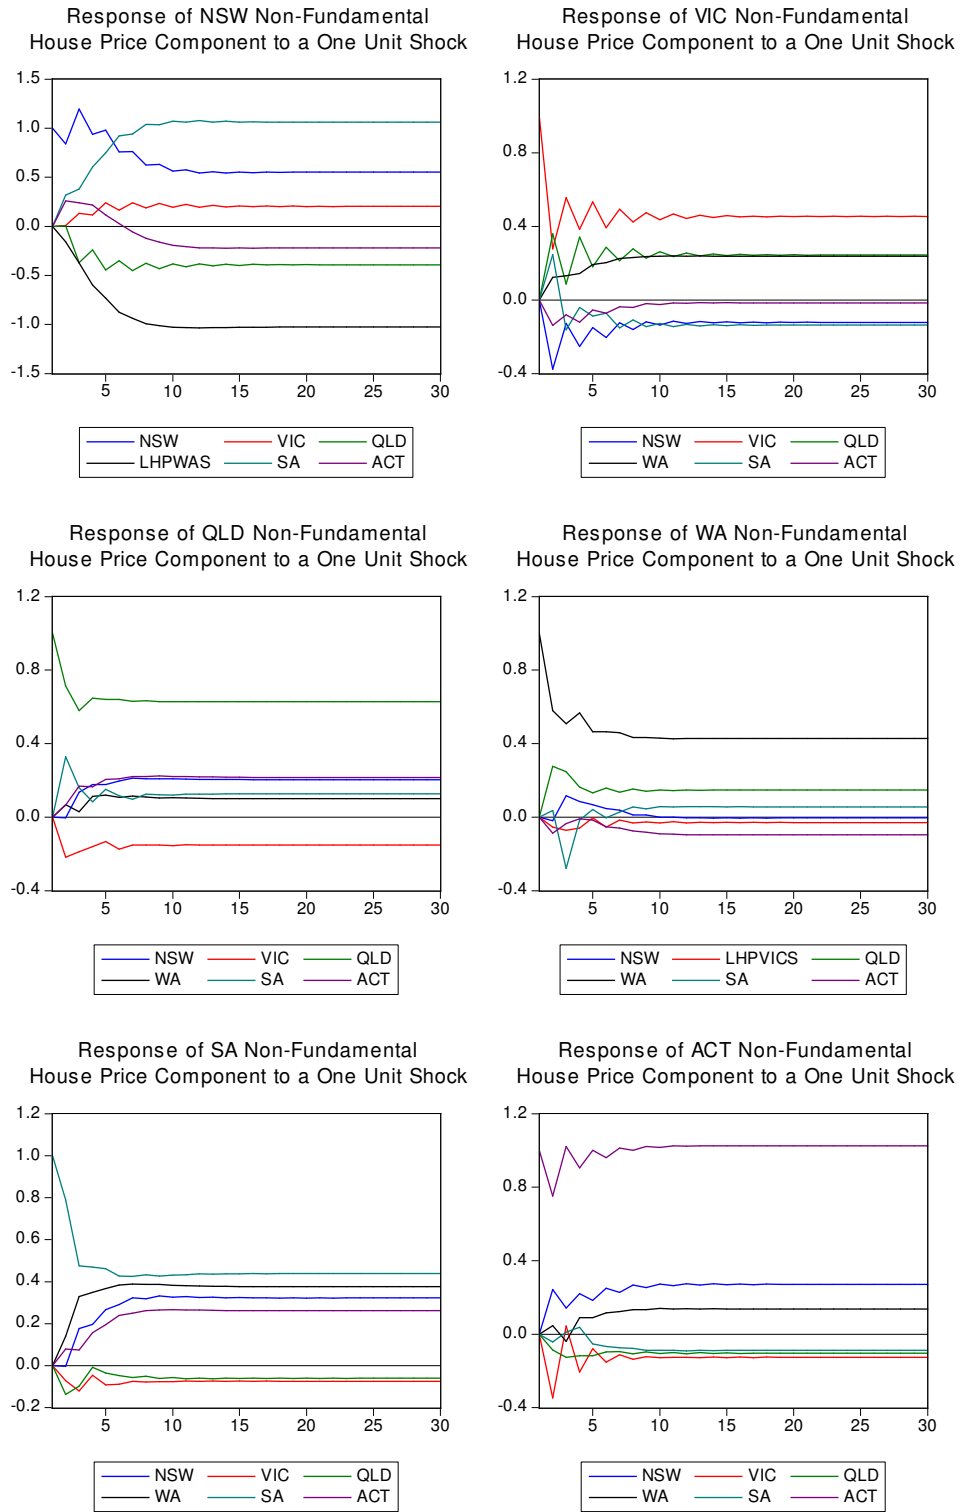 Response of NSW Non-Fundamental
House Price Component to a One Unit Shock
1.5
1.0
0.5
0.0
-0.5
-1.0
-1.5
5 10 15 20 25 30
NSW VIC QLD
LHPWAS SA ACT
Response of VIC Non-Fundamental
House Price Component to a One Unit Shock
1.2
0.8
0.4
0.0
-0.4
5 10 15 20 25 30
NSW VIC QLD
WA SA ACT
Response of QLD Non-Fundamental
House Price Component to a One Unit Shock
1.2
0.8
0.4
0.0
-0.4
5 10 15 20 25 30
NSW VIC QLD
WA SA ACT
Response of WA Non-Fundamental
House Price Component to a One Unit Shock
1.2
0.8
0.4
0.0
-0.4
5 10 15 20 25 30
NSW LHPVICS QLD
WA SA ACT
Response of SA Non-Fundamental
House Price Component to a One Unit Shock
1.2
1.0
0.8
0.6
0.4
0.2
0.0
-0.2
5 10 15 20 25 30
NSW VIC QLD
WA SA ACT
Response of ACT Non-Fundamental
House Price Component to a One Unit Shock
1.2
0.8
0.4
0.0
-0.4
5 10 15 20 25 30
NSW VIC QLD
WA SA ACT